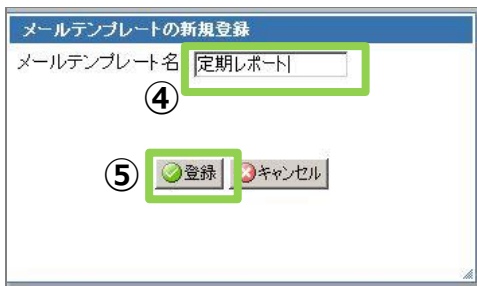 メールテンプレートの新規登録
メールテンプレート名 定期レポート
④
⑤ 登録 キャンセル